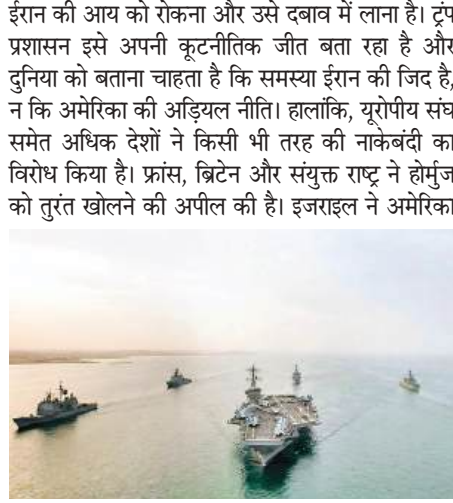 ईरान की आय को रोकना और उसे दबाव में लाना है। ट्रंप
प्रशासन इसे अपनी कूटनीतिक जीत बता रहा है और
दुनिया को बताना चाहता है कि समस्या ईरान की जिद है,
न कि अमेरिका की अड़ियल नीति। हालांकि, यूरोपीय संघ
समेत अधिक देशों ने किसी भी तरह की नाकेबंदी का
विरोध किया है। फ्रांस, ब्रिटेन और संयुक्त राष्ट्र ने होर्मुज
को तुरंत खोलने की अपील की है। इजराइल ने अमेरिका